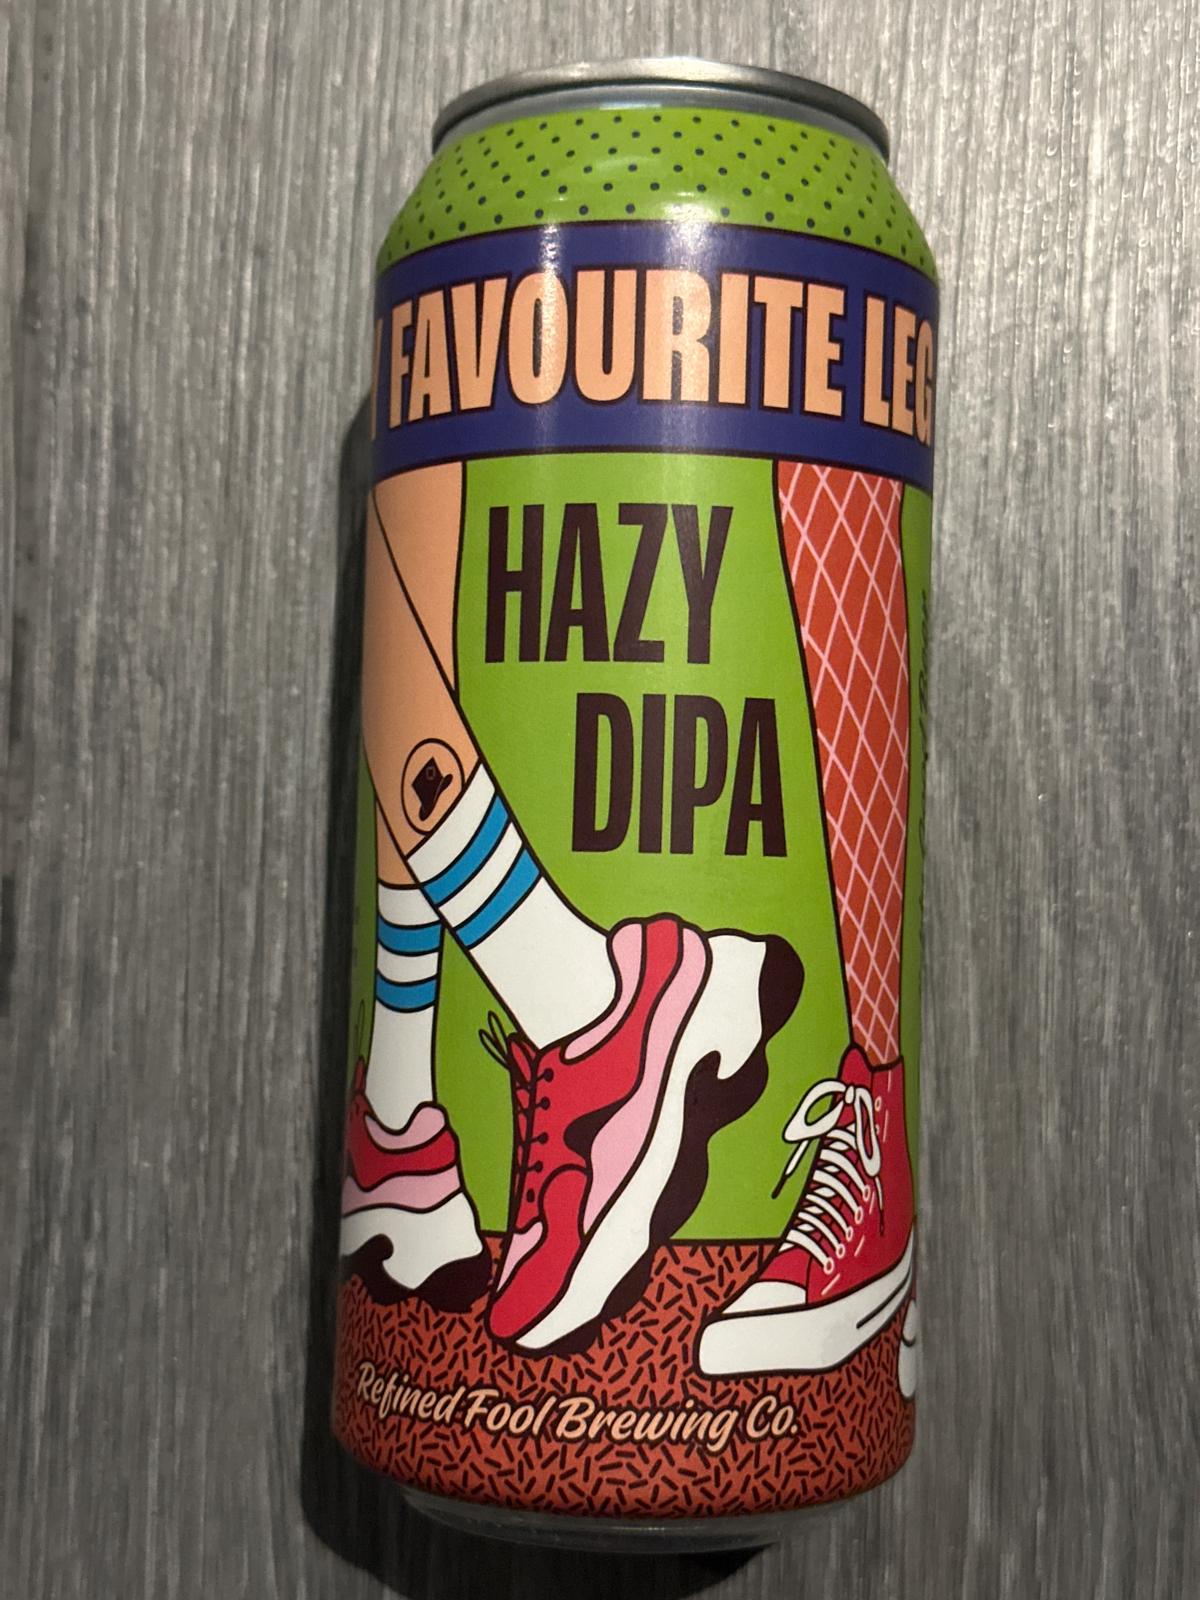 FAVOURITE LEG
HAZY
DIPA
Refined Fool Brewing Co.